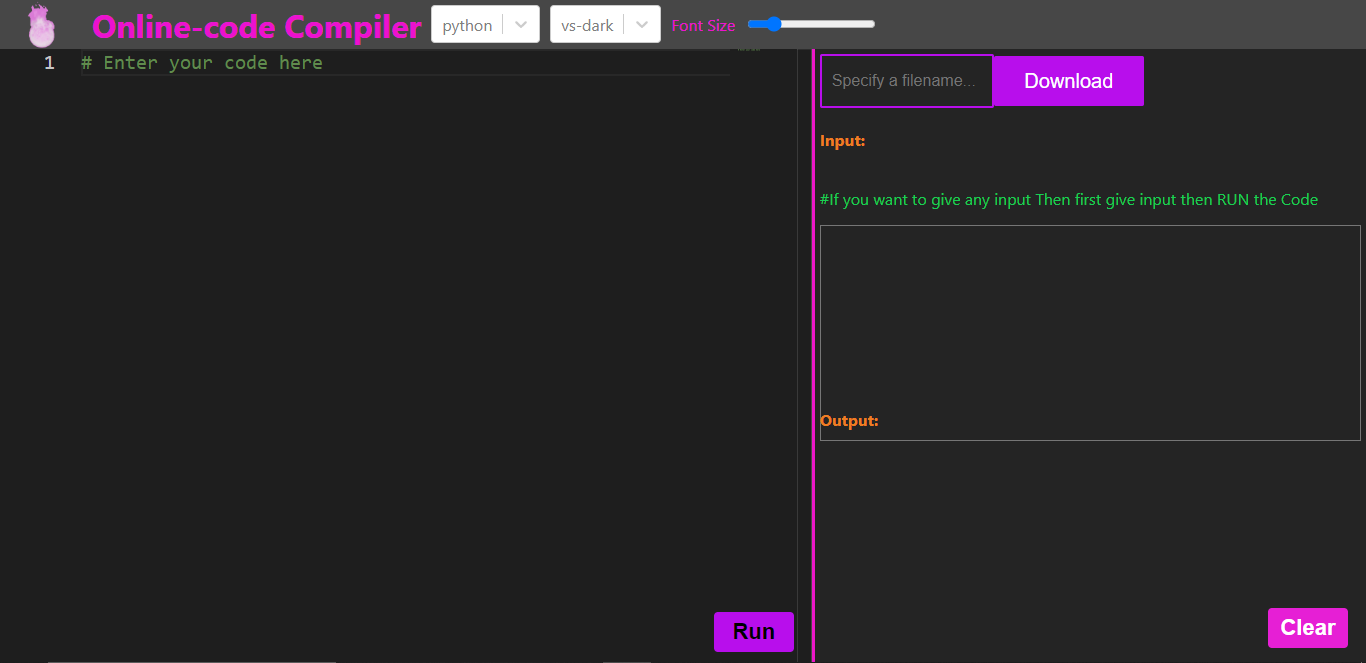 Online-code Compiler python vs-dark Font Size
1 # Enter your code here
Specify a filename... Download
Input:
#If you want to give any input Then first give input then RUN the Code
Output:
Run
Clear